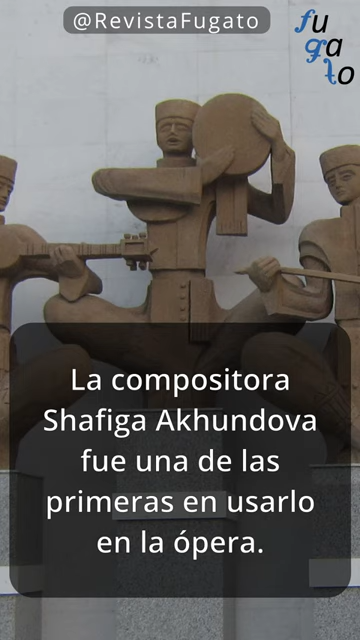 @RevistaFugato
fu
ga
to
La compositora
Shafiga Akhundova
fue una de las
primeras en usarlo
en la ópera.